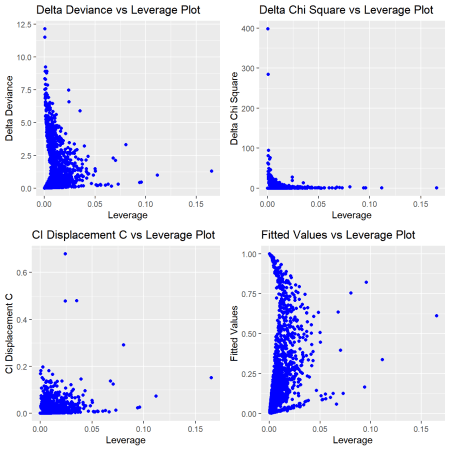 Delta Deviance vs Leverage Plot
12.5
10.0
7.5
5.0
2.5
0.0
Delta Deviance
0.00 0.05 0.10 0.15
Leverage
Delta Chi Square vs Leverage Plot
400
300
200
100
0
Delta Chi Square
0.00 0.05 0.10 0.15
Leverage
CI Displacement C vs Leverage Plot
0.6
0.4
0.2
0.0
CI Displacement C
0.00 0.05 0.10 0.15
Leverage
Fitted Values vs Leverage Plot
1.00
0.75
0.50
0.25
0.00
Fitted Values
0.00 0.05 0.10 0.15
Leverage